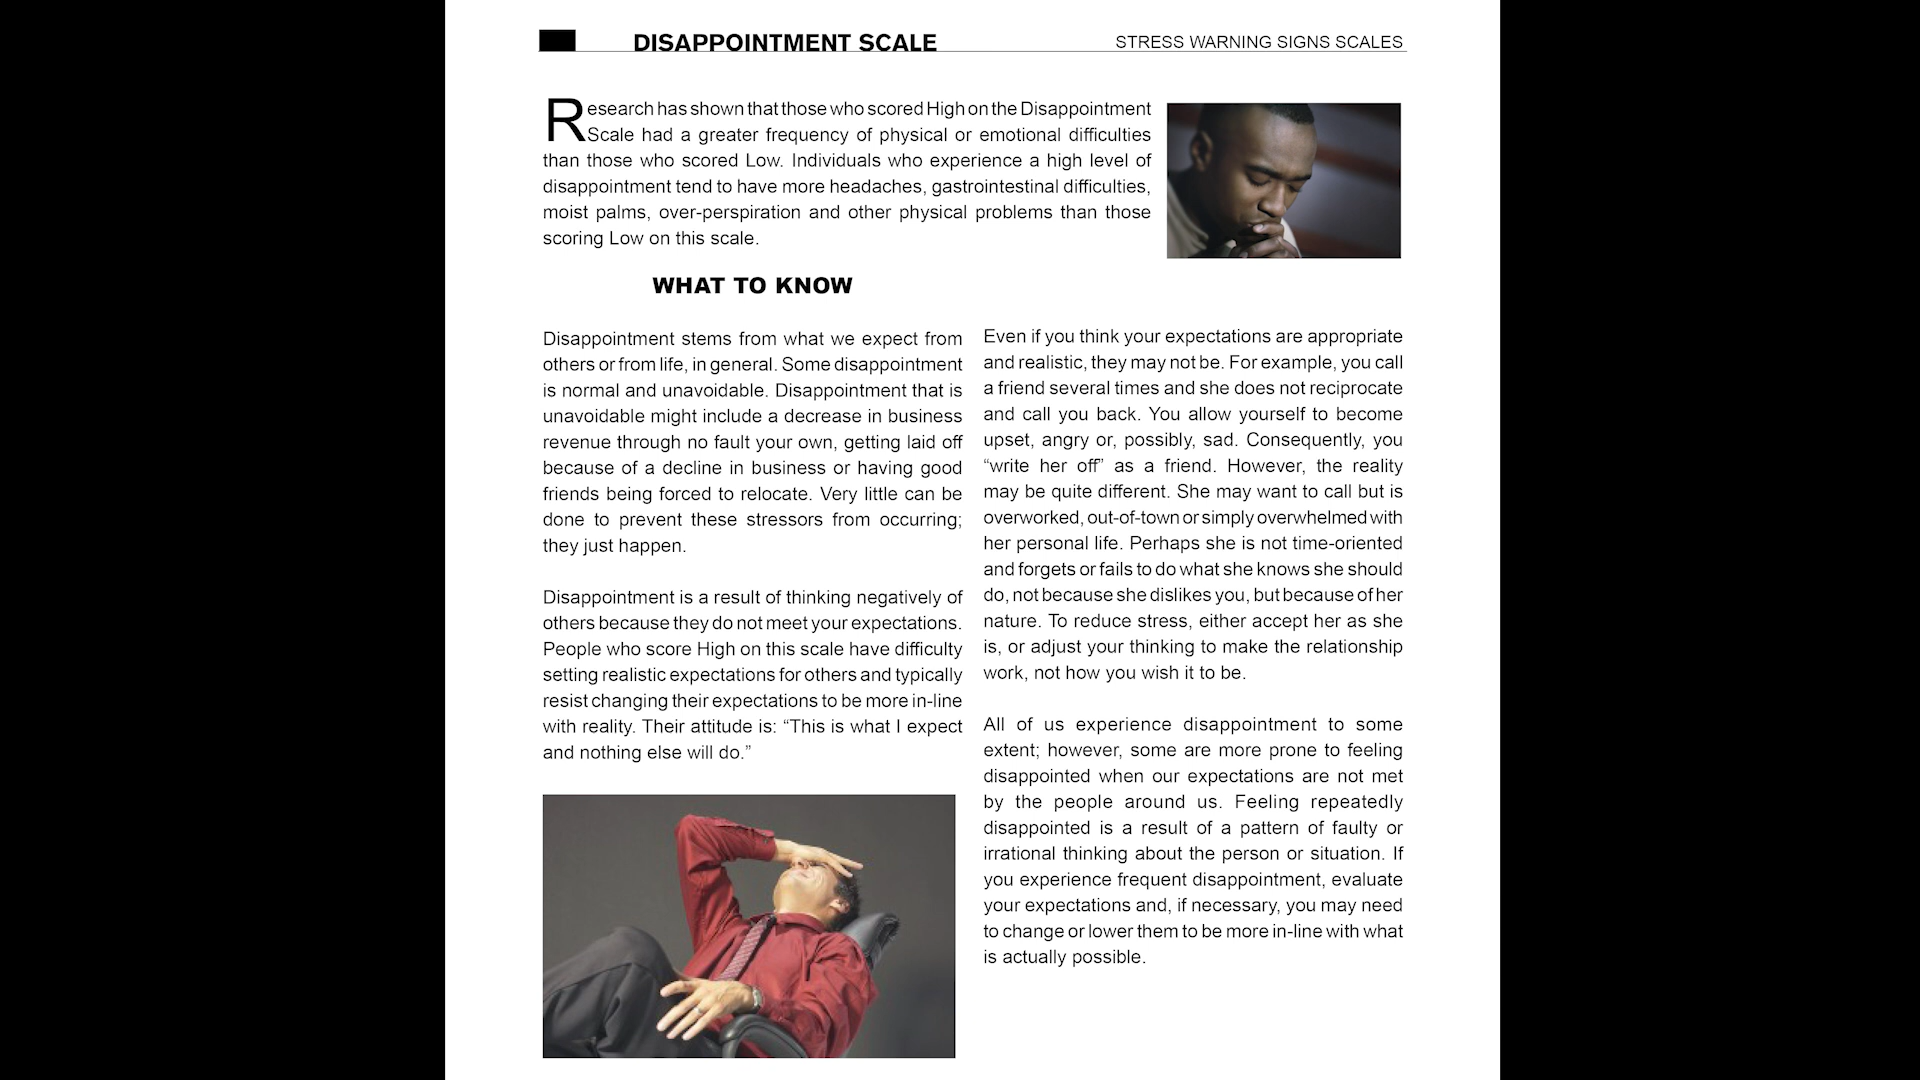 DISAPPOINTMENT SCALE
STRESS WARNING SIGNS SCALES
Research has shown that those who scored High on the Disappointment
Scale had a greater frequency of physical or emotional difficulties
than those who scored Low. Individuals who experience a high level of
disappointment tend to have more headaches, gastrointestinal difficulties,
moist palms, over-perspiration and other physical problems than those
scoring Low on this scale.
WHAT TO KNOW
Disappointment stems from what we expect from
others or from life, in general. Some disappointment
is normal and unavoidable. Disappointment that is
unavoidable might include a decrease in business
revenue through no fault your own, getting laid off
because of a decline in business or having good
friends being forced to relocate. Very little can be
done to prevent these stressors from occurring;
they just happen.
Disappointment is a result of thinking negatively of
others because they do not meet your expectations.
People who score High on this scale have difficulty
setting realistic expectations for others and typically
resist changing their expectations to be more in-line
with reality. Their attitude is: “This is what I expect
and nothing else will do.”
Even if you think your expectations are appropriate
and realistic, they may not be. For example, you call
a friend several times and she does not reciprocate
and call you back. You allow yourself to become
upset, angry or, possibly, sad. Consequently, you
“write her off” as a friend. However, the reality
may be quite different. She may want to call but is
overworked, out-of-town or simply overwhelmed with
her personal life. Perhaps she is not time-oriented
and forgets or fails to do what she knows she should
do, not because she dislikes you, but because of her
nature. To reduce stress, either accept her as she
is, or adjust your thinking to make the relationship
work, not how you wish it to be.
All of us experience disappointment to some
extent; however, some are more prone to feeling
disappointed when our expectations are not met
by the people around us. Feeling repeatedly
disappointed is a result of a pattern of faulty or
irrational thinking about the person or situation. If
you experience frequent disappointment, evaluate
your expectations and, if necessary, you may need
to change or lower them to be more in-line with what
is actually possible.